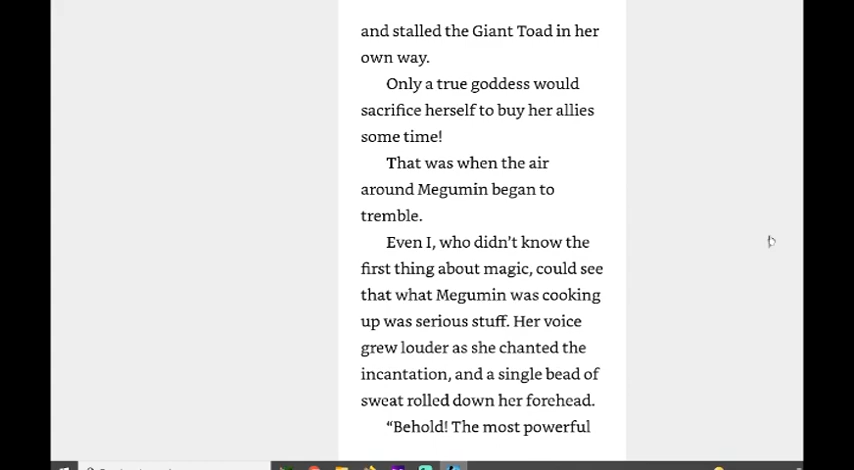 and stalled the Giant Toad in her
own way.
Only a true goddess would
sacrifice herself to buy her allies
some time!
That was when the air
around Megumin began to
tremble.
Even I, who didn't know the
first thing about magic, could see
that what Megumin was cooking
up was serious stuff. Her voice
grew louder as she chanted the
incantation, and a single bead of
sweat rolled down her forehead.
“Behold! The most powerful